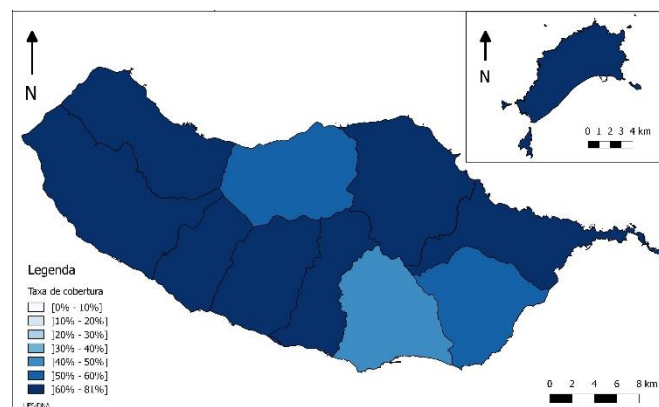 N
N
0 1 2 3 4 km
Legenda
Taxa de cobertura
[0% - 10%]
]10% - 20%]
]20% - 30%]
]30% - 40%]
]40% - 50%]
]50% - 60%]
]60% - 81%]
0 2 4 6 8 km